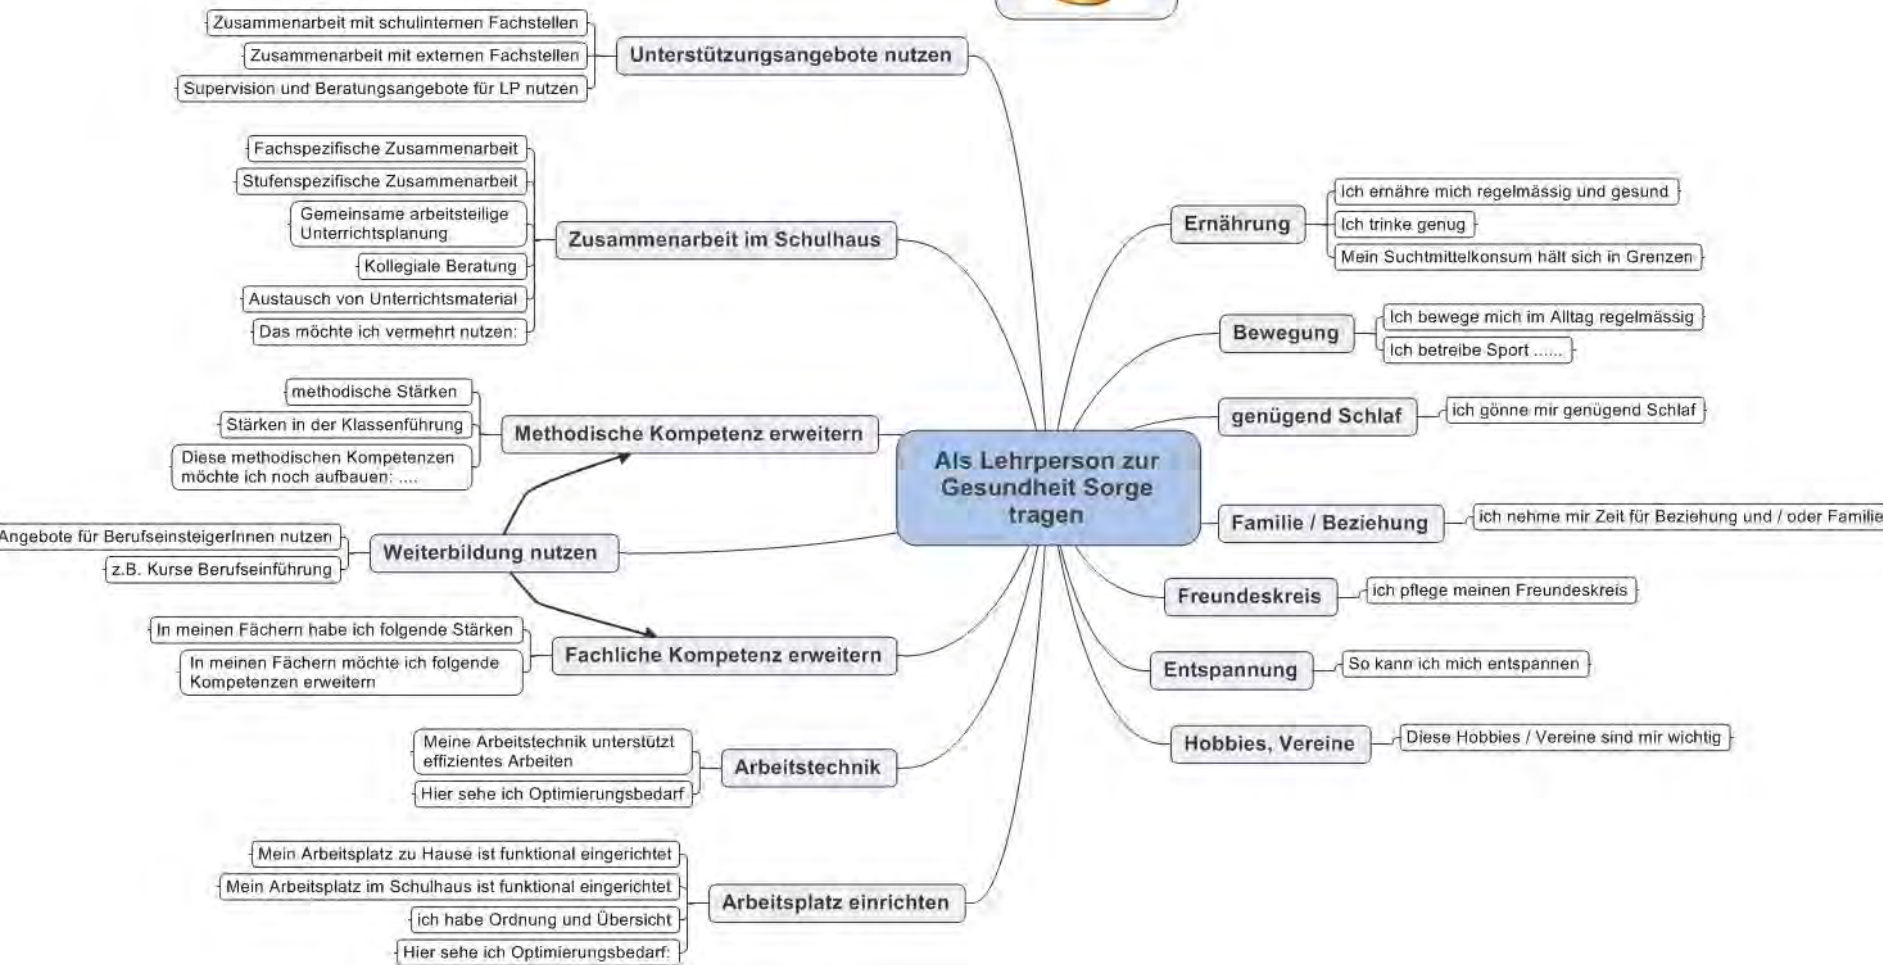 Zusammenarbeit mit schulinternen Fachstellen
Zusammenarbeit mit externen Fachstellen
Supervision und Beratungsangebote für LP nutzen
Unterstützungsangebote nutzen
Fachspezifische Zusammenarbeit
Stufenspezifische Zusammenarbeit
Gemeinsame arbeitsteilige
Unterrichtsplanung
Kollegiale Beratung
Austausch von Unterrichtsmaterial
Das möchte ich vermehrt nutzen:
Zusammenarbeit im Schulhaus
methodische Stärken
Stärken in der Klassenführung
Diese methodischen Kompetenzen
möchte ich noch aufbauen: ....
Methodische Kompetenz erweitern
Angebote für BerufseinsteigerInnen nutzen
z.B. Kurse Berufseinführung
Weiterbildung nutzen
In meinen Fächern habe ich folgende Stärken
In meinen Fächern möchte ich folgende
Kompetenzen erweitern
Fachliche Kompetenz erweitern
Meine Arbeitstechnik unterstützt
effizientes Arbeiten
Hier sehe ich Optimierungsbedarf
Arbeitstechnik
Mein Arbeitsplatz zu Hause ist funktional eingerichtet
Mein Arbeitsplatz im Schulhaus ist funktional eingerichtet
ich habe Ordnung und Übersicht
Hier sehe ich Optimierungsbedarf:
Arbeitsplatz einrichten
Als Lehrperson zur
Gesundheit Sorge
tragen
Ernährung
Ich ernähre mich regelmässig und gesund
Ich trinke genug
Mein Suchtmittelkonsum hält sich in Grenzen
Bewegung
Ich bewege mich im Alltag regelmässig
Ich betreibe Sport ......
genügend Schlaf
ich gönne mir genügend Schlaf
Familie / Beziehung
ich nehme mir Zeit für Beziehung und / oder Familie
Freundeskreis
ich pflege meinen Freundeskreis
Entspannung
So kann ich mich entspannen
Hobbies, Vereine
Diese Hobbies / Vereine sind mir wichtig